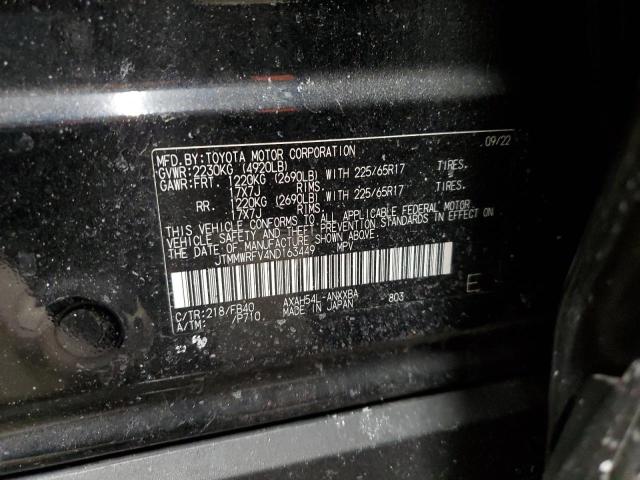 MFD.BY:TOYOTA MOTOR CORPORATION 09/22
GVWR:2230KG (4920LB)
GAWR:FRT. 1220KG (2690LB) WITH 225/65R17 TIRES,
17X7J RIMS.
RR. 1220KG (2690LB) WITH 225/65R17 TIRES.
17X7J RIMS.
THIS VEHICLE CONFORMS TO ALL APPLICABLE FEDERAL MOTOR
VEHICLE SAFETY AND THEFT PREVENTION STANDARDS IN EFFECT ON
THE DATE OF MANUFACTURE SHOWN ABOVE.
JTMMWRFV4ND163449 MPV
C/TR:218/FB40 AXAH54L-ANXXBA 803 E
A/TM: /P710 MADE IN JAPAN